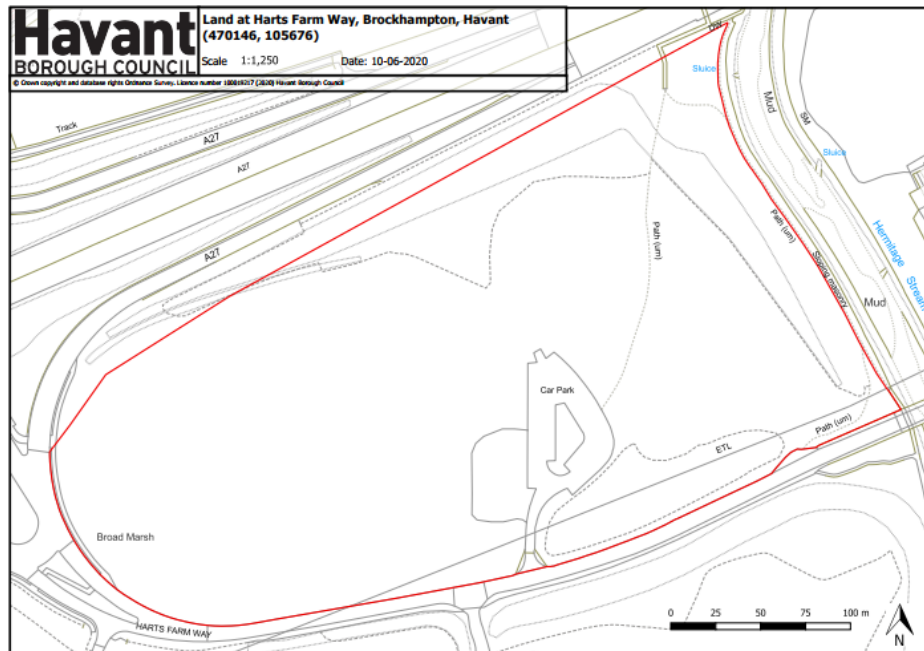 Havant
BOROUGH COUNCIL
Land at Harts Farm Way, Brockhampton, Havant
(470146, 105676)
Scale 1:1,250 Date: 10-06-2020
© Crown copyright and database rights Ordnance Survey. Licence number 100019217 (2020) Havant Borough Council
Track
A27
A27
A27
CW
Sluice
Mud
SM
Sluice
Path (um)
Path (um)
Hermitage Stream
Sloping masonry
Mud
Car Park
Path (um)
ETL
Broad Marsh
HARTS FARM WAY
0 25 50 75 100 m
N